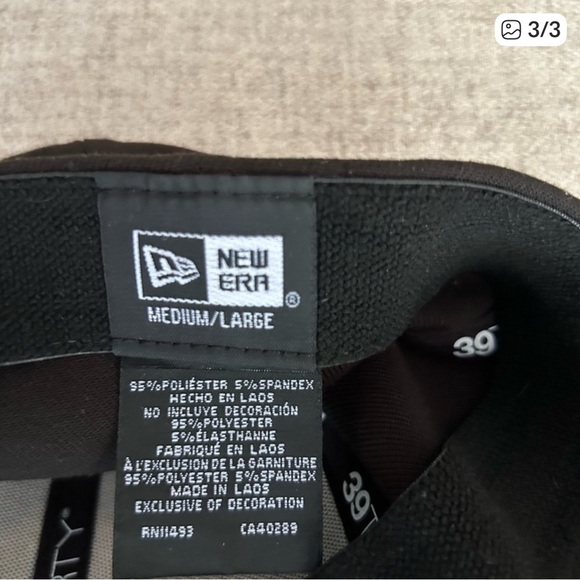 3/3
NEW
ERA
®
MEDIUM/LARGE
95%POLIÉSTER 5%SPANDEX
HECHO EN LAOS
NO INCLUYE DECORACIÓN
95%POLYESTER
5%ÉLASTHANNE
FABRIQUÉ EN LAOS
À L'EXCLUSION DE LA GARNITURE
95%POLYESTER 5%SPANDEX
MADE IN LAOS
EXCLUSIVE OF DECORATION
RN11493 CA40289
39
39
RTY®